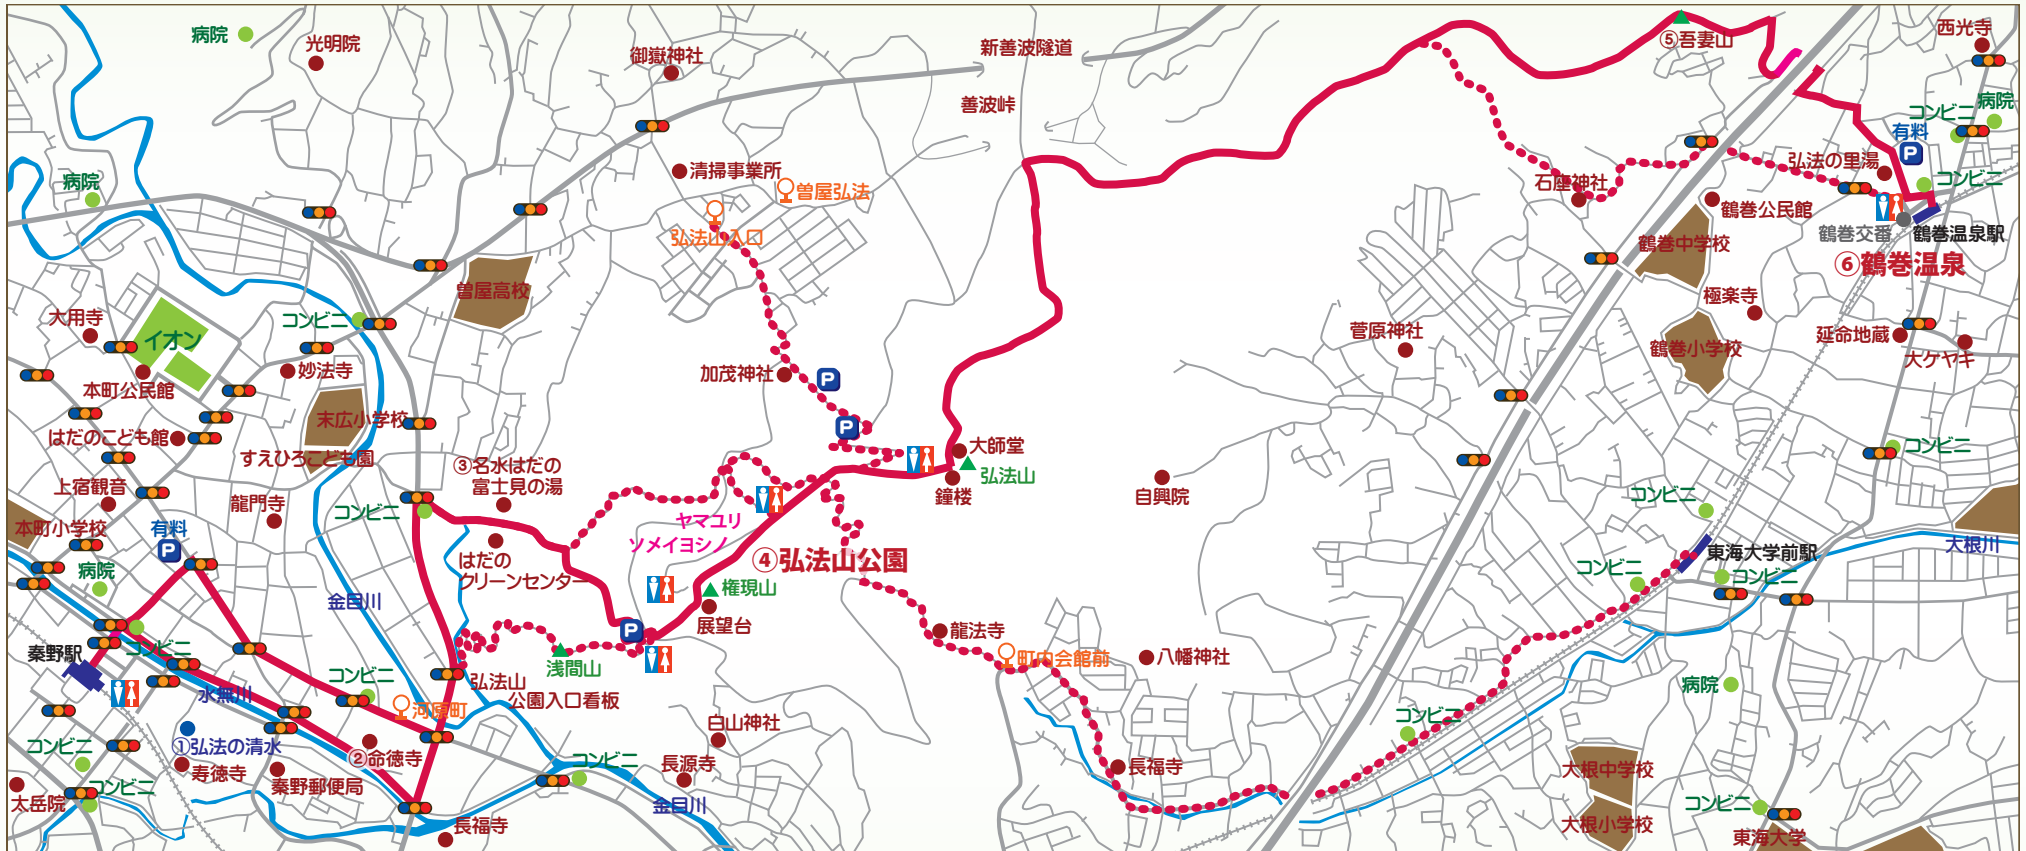 病院
光明院
御嶽神社
新善波隧道
⑤吾妻山
西光寺
善波峠
コンビニ
病院
有料
P
病院
清掃事業所
曽屋弘法
石座神社
弘法の里湯
コンビニ
鶴巻公民館
弘法山入口
鶴巻中学校
鶴巻交番
鶴巻温泉駅
⑥鶴巻温泉
曽屋高校
極楽寺
大用寺
コンビニ
イオン
菅原神社
鶴巻小学校
延命地蔵
大ケヤキ
本町公民館
妙法寺
加茂神社
P
末広小学校
P
はだのこども館
すえひろこども園
③名水はだの
富士見の湯
大師堂
弘法山
鐘楼
自興院
コンビニ
上宿観音
龍門寺
コンビニ
コンビニ
本町小学校
有料
P
ヤマユリ
ソメイヨシノ
④弘法山公園
大根川
東海大学前駅
病院
はだの
クリーンセンター
権現山
コンビニ
コンビニ
金目川
展望台
P
龍法寺
町内会館前
八幡神社
秦野駅
コンビニ
浅間山
水無川
コンビニ
弘法山
公園入口看板
病院
河原町
白山神社
コンビニ
コンビニ
①弘法の清水
②命徳寺
コンビニ
長源寺
長福寺
大根中学校
寿徳寺
秦野郵便局
コンビニ
太岳院
金目川
コンビニ
長福寺
大根小学校
東海大学